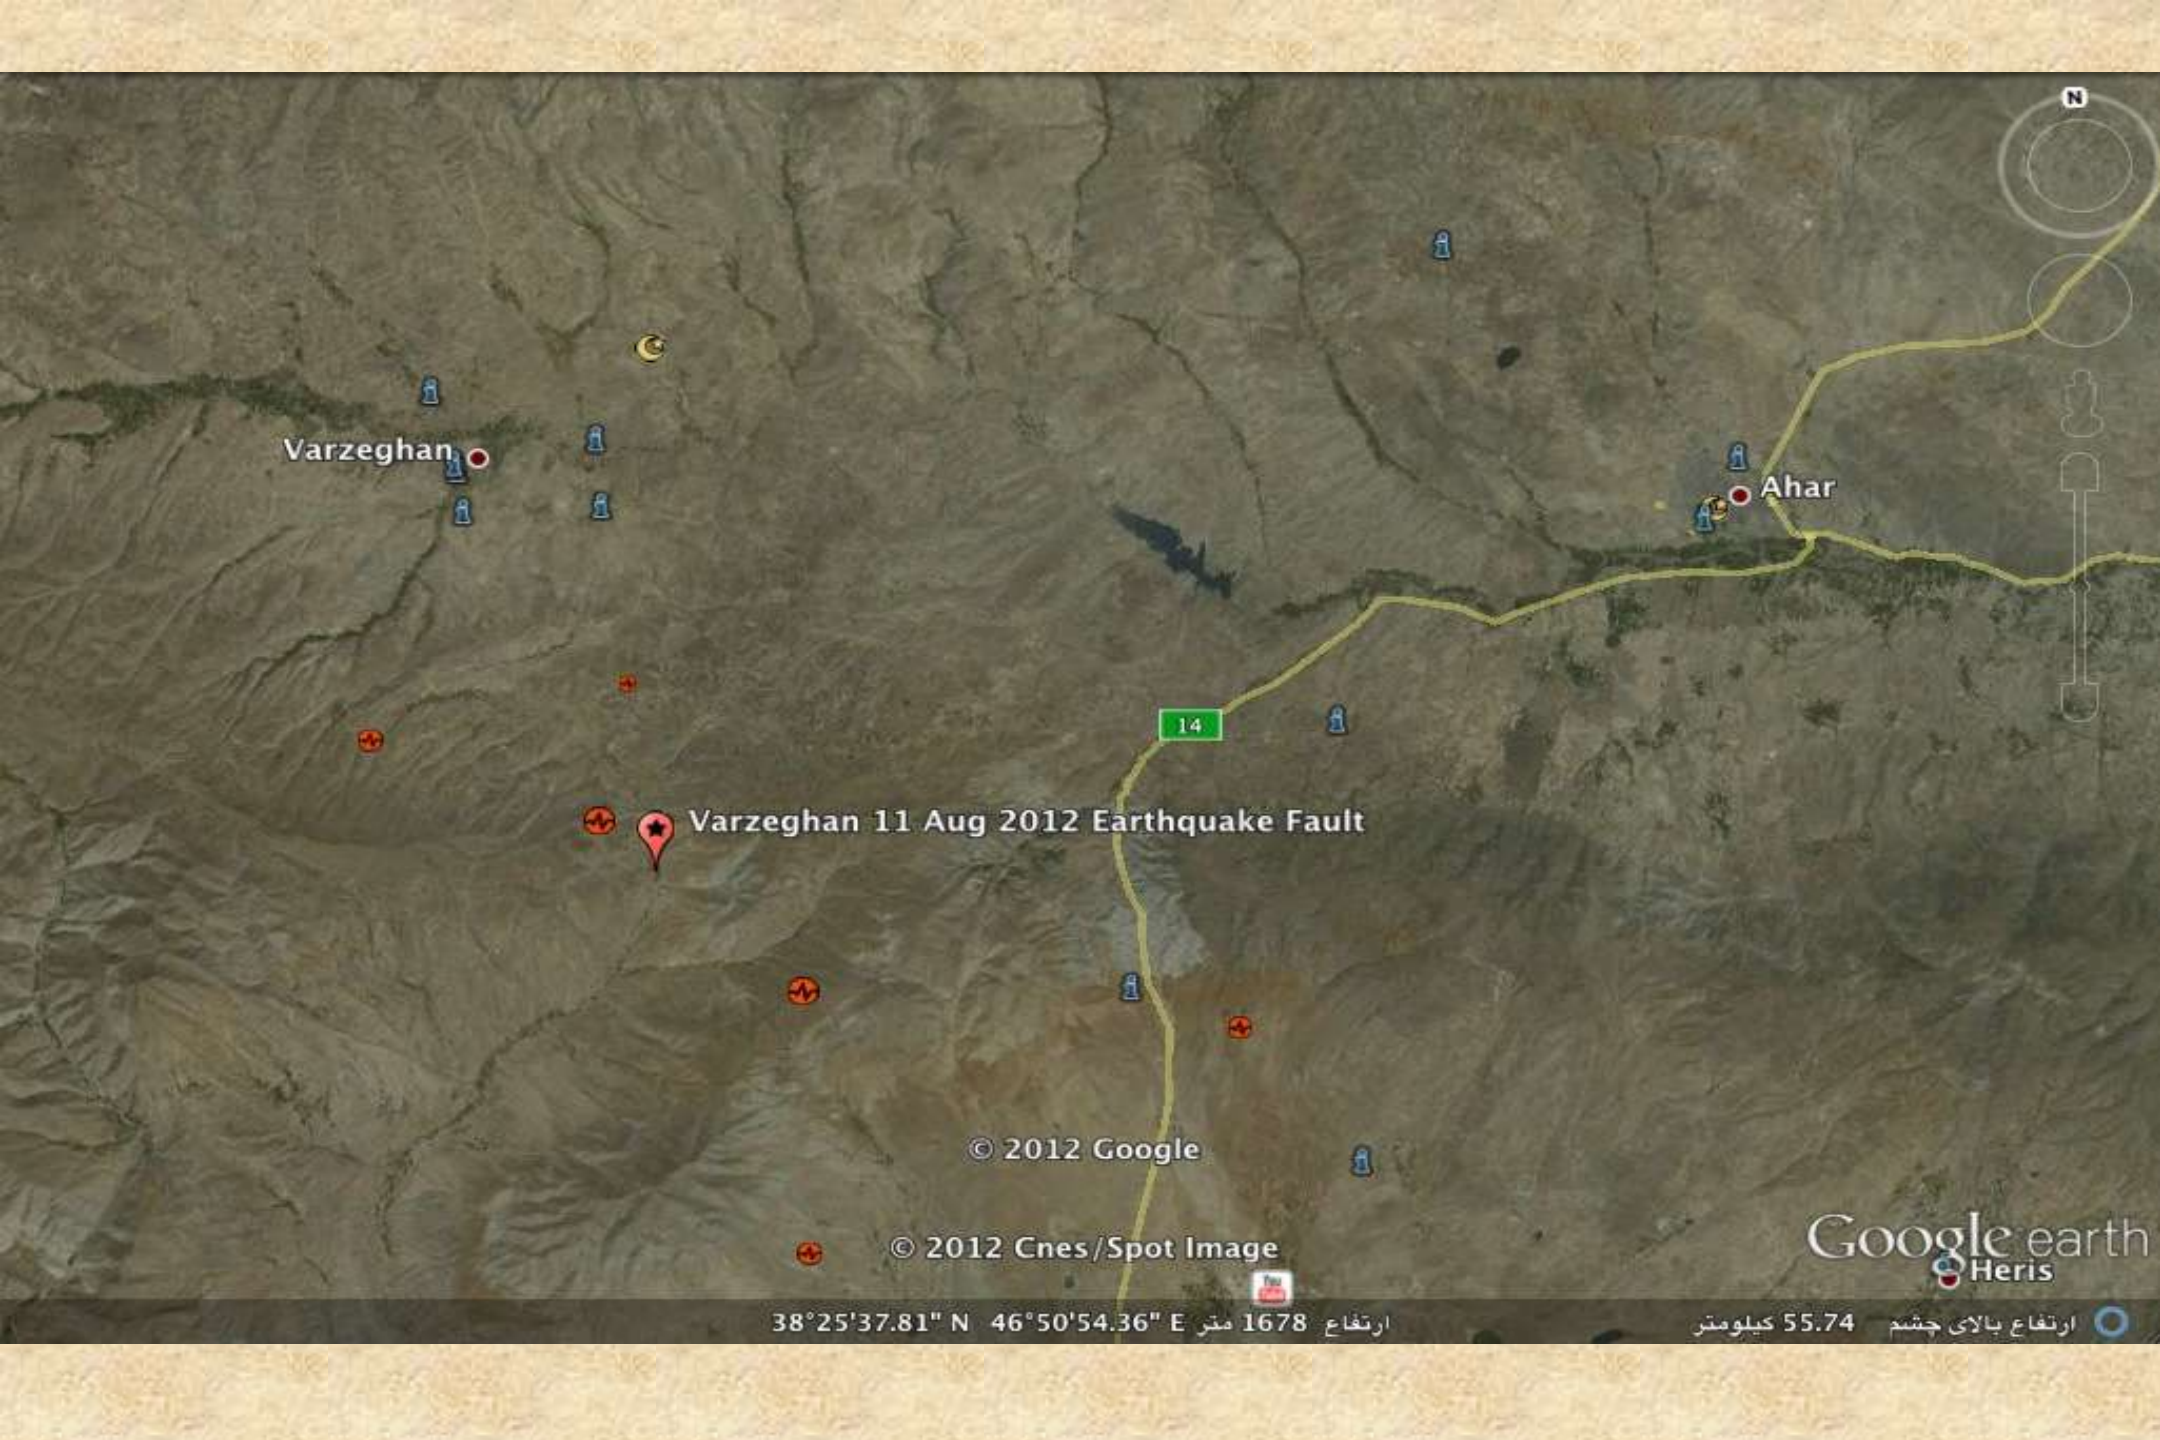 N
Varzeghan
Ahar
14
Varzeghan 11 Aug 2012 Earthquake Fault
© 2012 Google
Google earth
© 2012 Cnes/Spot Image
Heris
You
38°25'37.81" N 46°50'54.36" E ارتفاع 1678 متر
ارتفاع بالای چشم 55.74 کیلومتر